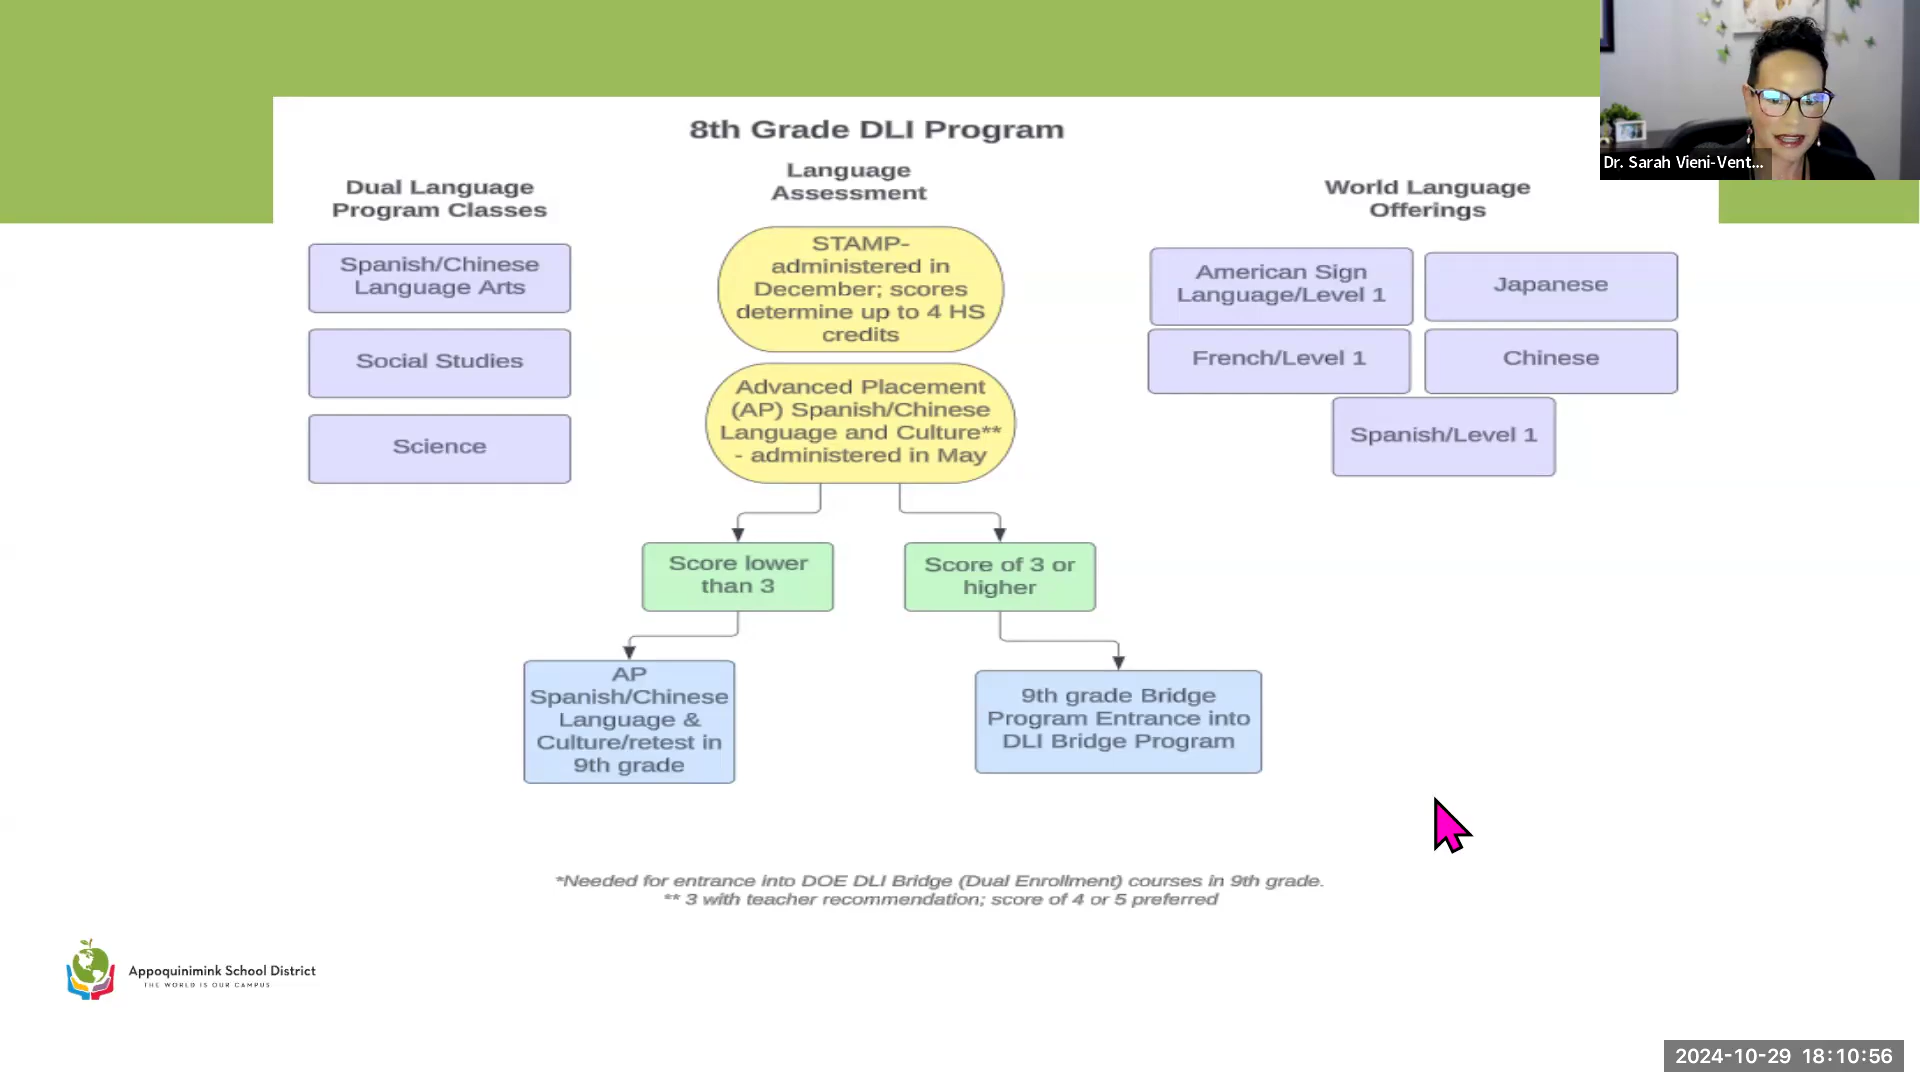 8th Grade DLI Program
Dual Language
Program Classes
Spanish/Chinese
Language Arts
Social Studies
Science
Language
Assessment
STAMP-
administered in
December; scores
determine up to 4 HS
credits
Advanced Placement
(AP) Spanish/Chinese
Language and Culture**
- administered in May
Score lower
than 3
Score of 3 or
higher
AP
Spanish/Chinese
Language &
Culture/retest in
9th grade
9th grade Bridge
Program Entrance into
DLI Bridge Program
World Language
Offerings
American Sign
Language/Level 1
Japanese
French/Level 1
Chinese
Spanish/Level 1
*Needed for entrance into DOE DLI Bridge (Dual Enrollment) courses in 9th grade.
** 3 with teacher recommendation; score of 4 or 5 preferred
Appoquinimink School District
THE WORLD IS OUR CAMPUS
Dr. Sarah Vieni-Vent...
2024-10-29 18:10:56